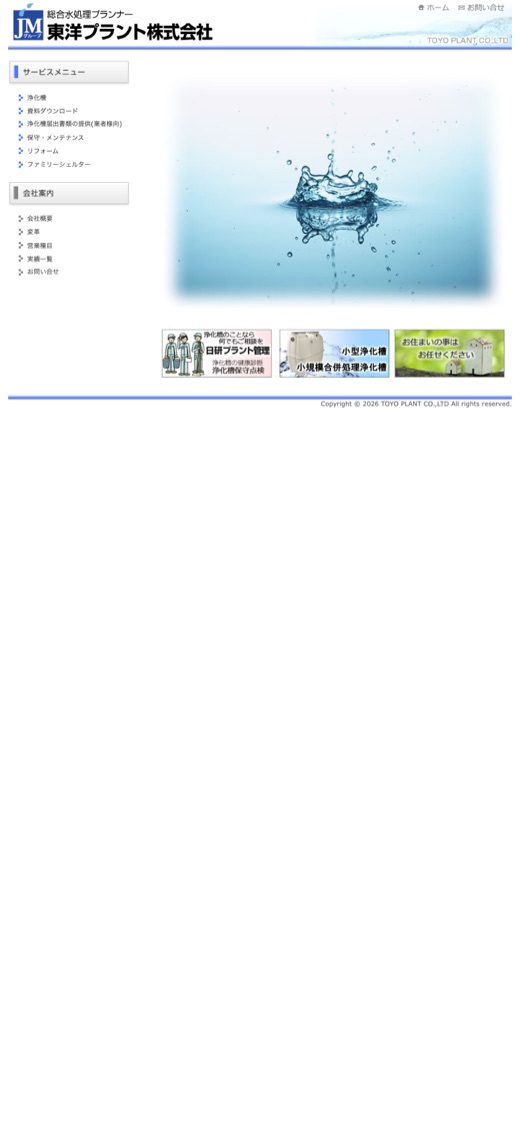 JM
グループ
総合水処理プランナー
東洋プラント株式会社
ホーム
お問い合せ
TOYO PLANT CO.,LTD
サービスメニュー
浄化槽
資料ダウンロード
浄化槽届出書類の提供(業者様向)
保守・メンテナンス
リフォーム
ファミリーシェルター
会社案内
会社概要
変革
営業種目
実績一覧
お問い合せ
浄化槽のことなら
何でもご相談を
日研プラント管理
浄化槽の健康診断
浄化槽保守点検
小型浄化槽
小規模合併処理浄化槽
お住まいの事は
お任せください
Copyright © 2026 TOYO PLANT CO.,LTD All rights reserved.